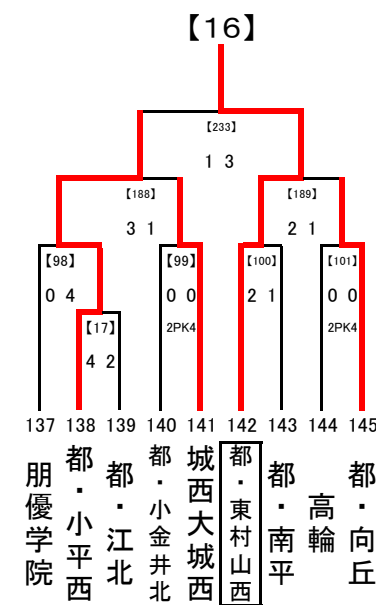 【16】
【233】
1 3
【188】
【189】
3 1
2 1
【98】
【99】
【100】
【101】
0 4
0 0
2 1
0 0
【17】
2PK4
2PK4
4 2
137 138 139 140 141 142 143 144 145
朋優学院
都・小平西
都・江北
都・小金井北
城西大城西
都・東村山西
都・南平
高輪
都・向丘